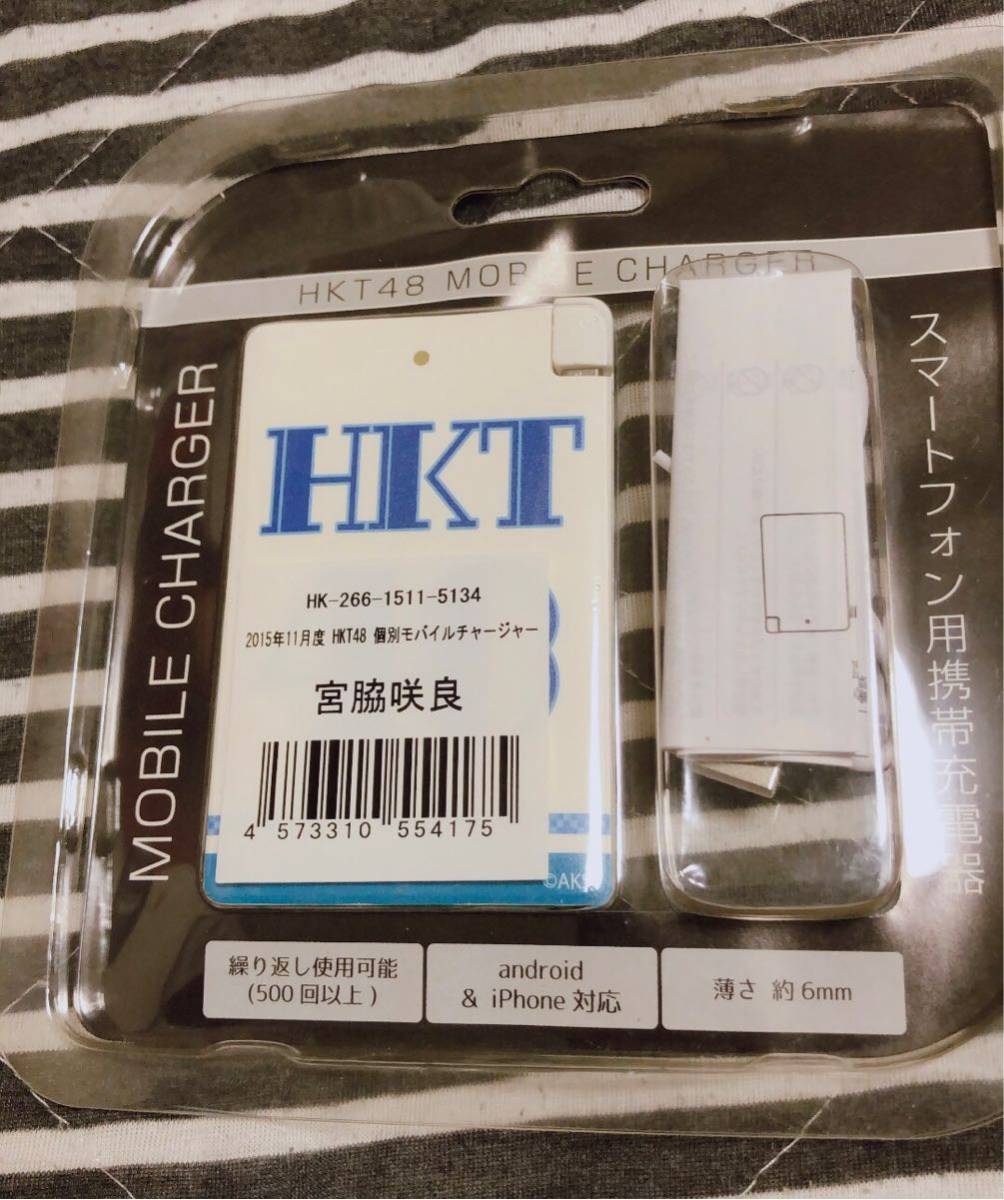 HKT48 MOBILE CHARGER
MOBILE CHARGER
スマートフォン用携帯充電器
HKT
HK-266-1511-5134
2015年11月度 HKT48 個別モバイルチャージャー
宮脇咲良
4 573310 554175
©AKS
繰り返し使用可能
(500回以上)
android
& iPhone対応
薄さ 約6mm